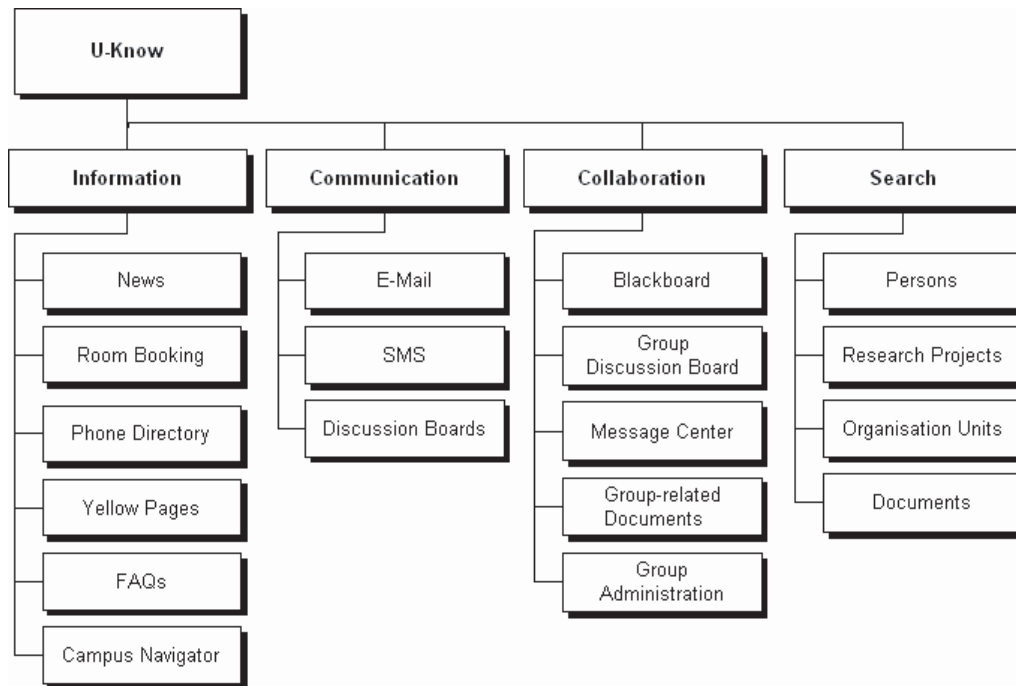 U-Know
Information
Communication
Collaboration
Search
News
Room Booking
Phone Directory
Yellow Pages
FAQs
Campus Navigator
E-Mail
SMS
Discussion Boards
Blackboard
Group
Discussion Board
Message Center
Group-related
Documents
Group
Administration
Persons
Research Projects
Organisation Units
Documents